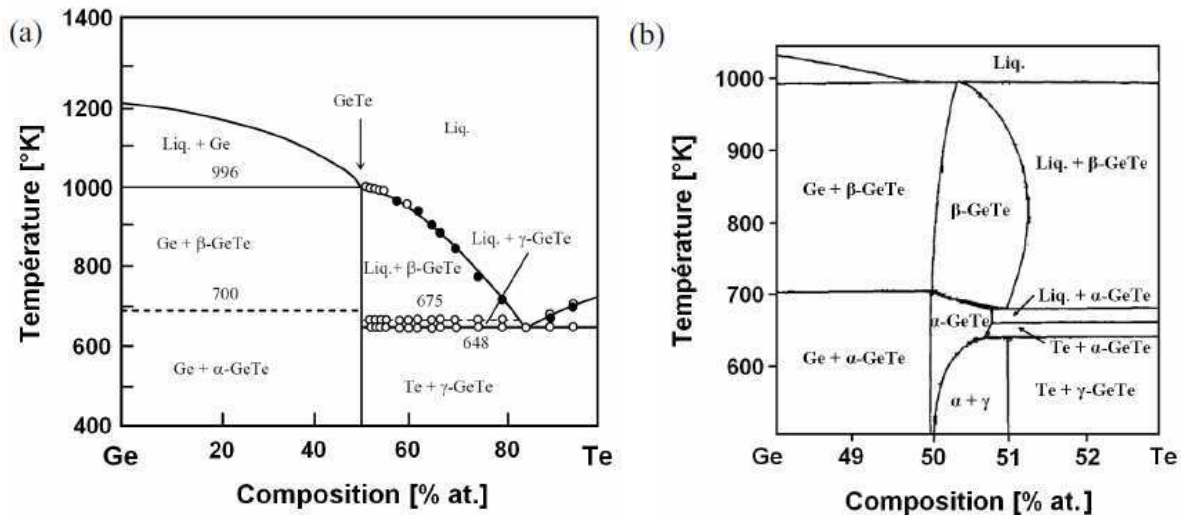 (a)
1400
1200
1000
800
600
400
Température [°K]
GeTe
Liq.
Liq. + Ge
996
Ge + β-GeTe
Liq. + γ-GeTe
Liq.+ β-GeTe
700
675
648
Ge + α-GeTe
Te + γ-GeTe
Ge
20
40
60
80
Te
Composition [% at.]
(b)
1000
900
800
700
600
Température [°K]
Liq.
Liq. + β-GeTe
Ge + β-GeTe
β-GeTe
Liq. + α-GeTe
α-GeTe
Te + α-GeTe
Ge + α-GeTe
α + γ
Te + γ-GeTe
Ge
49
50
51
52
Te
Composition [% at.]